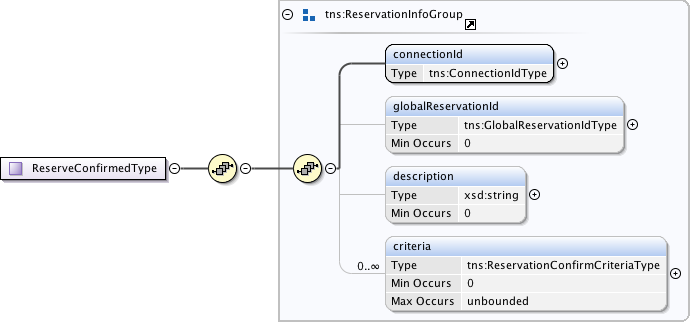 tns:ReservationInfoGroup
connectionId
Type tns:ConnectionIdType
globalReservationId
Type tns:GlobalReservationIdType
Min Occurs 0
ReserveConfirmedType
description
Type xsd:string
Min Occurs 0
criteria
0..∞
Type tns:ReservationConfirmCriteriaType
Min Occurs 0
Max Occurs unbounded